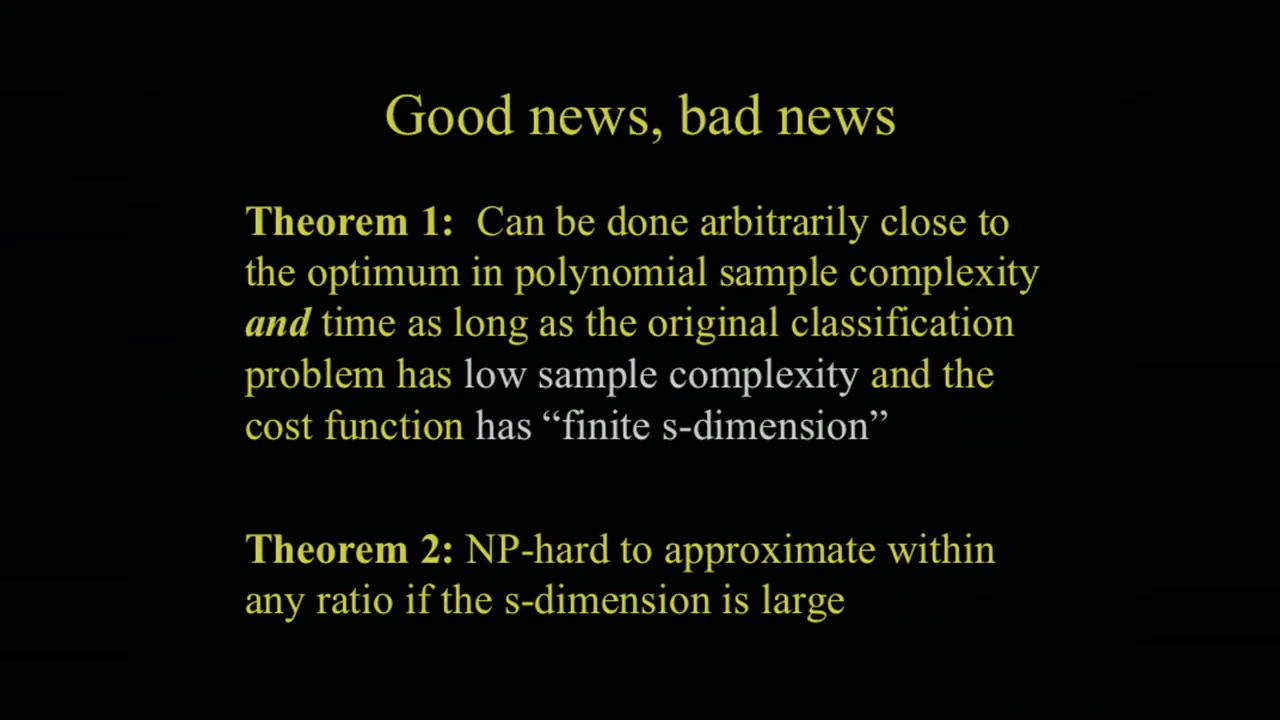 Good news, bad news
Theorem 1: Can be done arbitrarily close to
the optimum in polynomial sample complexity
and time as long as the original classification
problem has low sample complexity and the
cost function has “finite s-dimension”
Theorem 2: NP-hard to approximate within
any ratio if the s-dimension is large